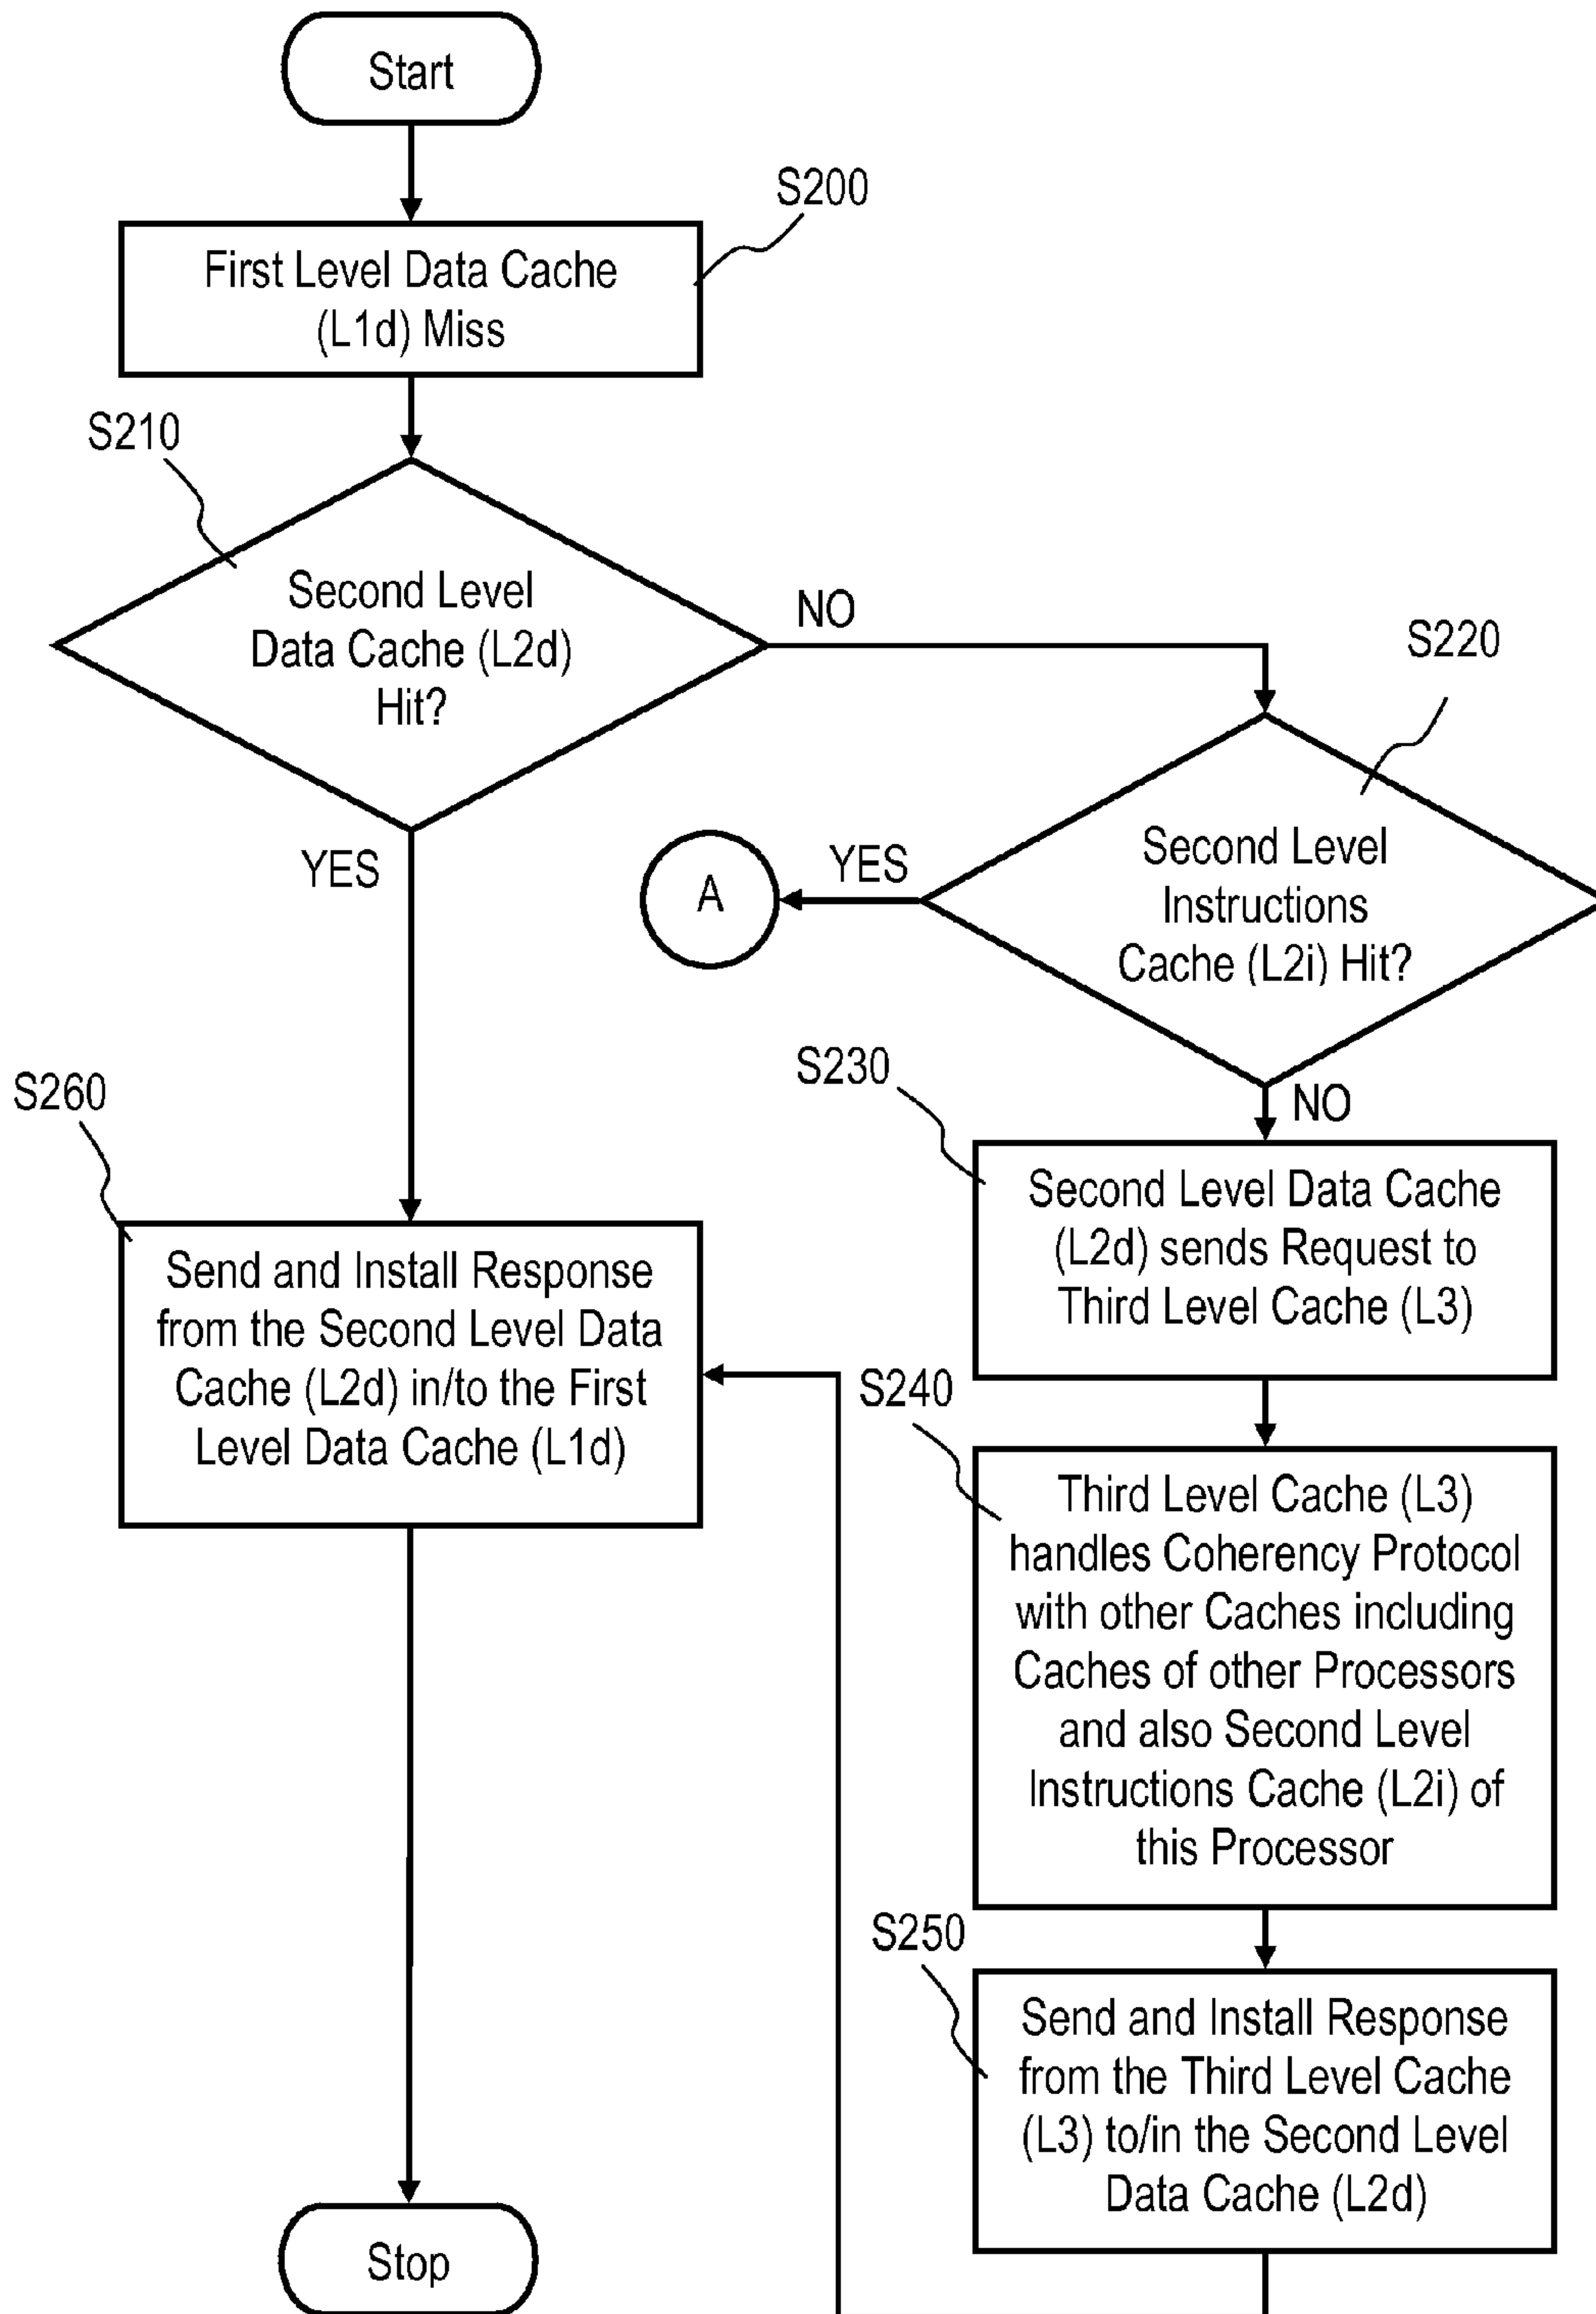 Start
S200
First Level Data Cache
(L1d) Miss
S210
Second Level
Data Cache (L2d)
Hit?
NO
YES
S220
Second Level
Instructions
Cache (L2i) Hit?
YES
A
NO
S230
Second Level Data Cache
(L2d) sends Request to
Third Level Cache (L3)
S240
Third Level Cache (L3)
handles Coherency Protocol
with other Caches including
Caches of other Processors
and also Second Level
Instructions Cache (L2i) of
this Processor
S250
Send and Install Response
from the Third Level Cache
(L3) to/in the Second Level
Data Cache (L2d)
S260
Send and Install Response
from the Second Level Data
Cache (L2d) in/to the First
Level Data Cache (L1d)
Stop